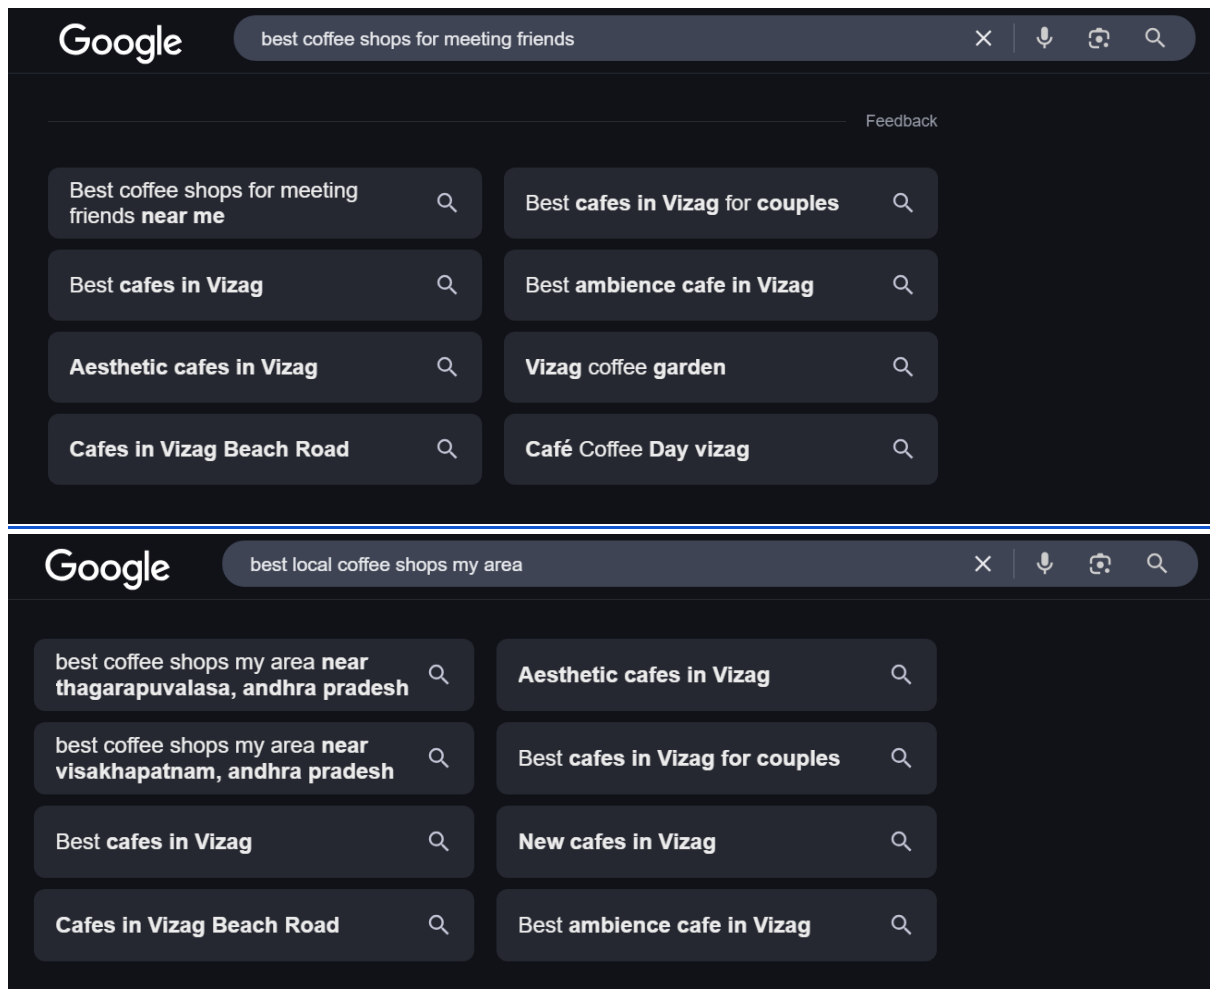 Google
best coffee shops for meeting friends
Feedback
Best coffee shops for meeting
friends near me
Best cafes in Vizag for couples
Best cafes in Vizag
Best ambience cafe in Vizag
Aesthetic cafes in Vizag
Vizag coffee garden
Cafes in Vizag Beach Road
Café Coffee Day vizag
Google
best local coffee shops my area
best coffee shops my area near
thagarapuvalasa, andhra pradesh
Aesthetic cafes in Vizag
best coffee shops my area near
visakhapatnam, andhra pradesh
Best cafes in Vizag for couples
Best cafes in Vizag
New cafes in Vizag
Cafes in Vizag Beach Road
Best ambience cafe in Vizag